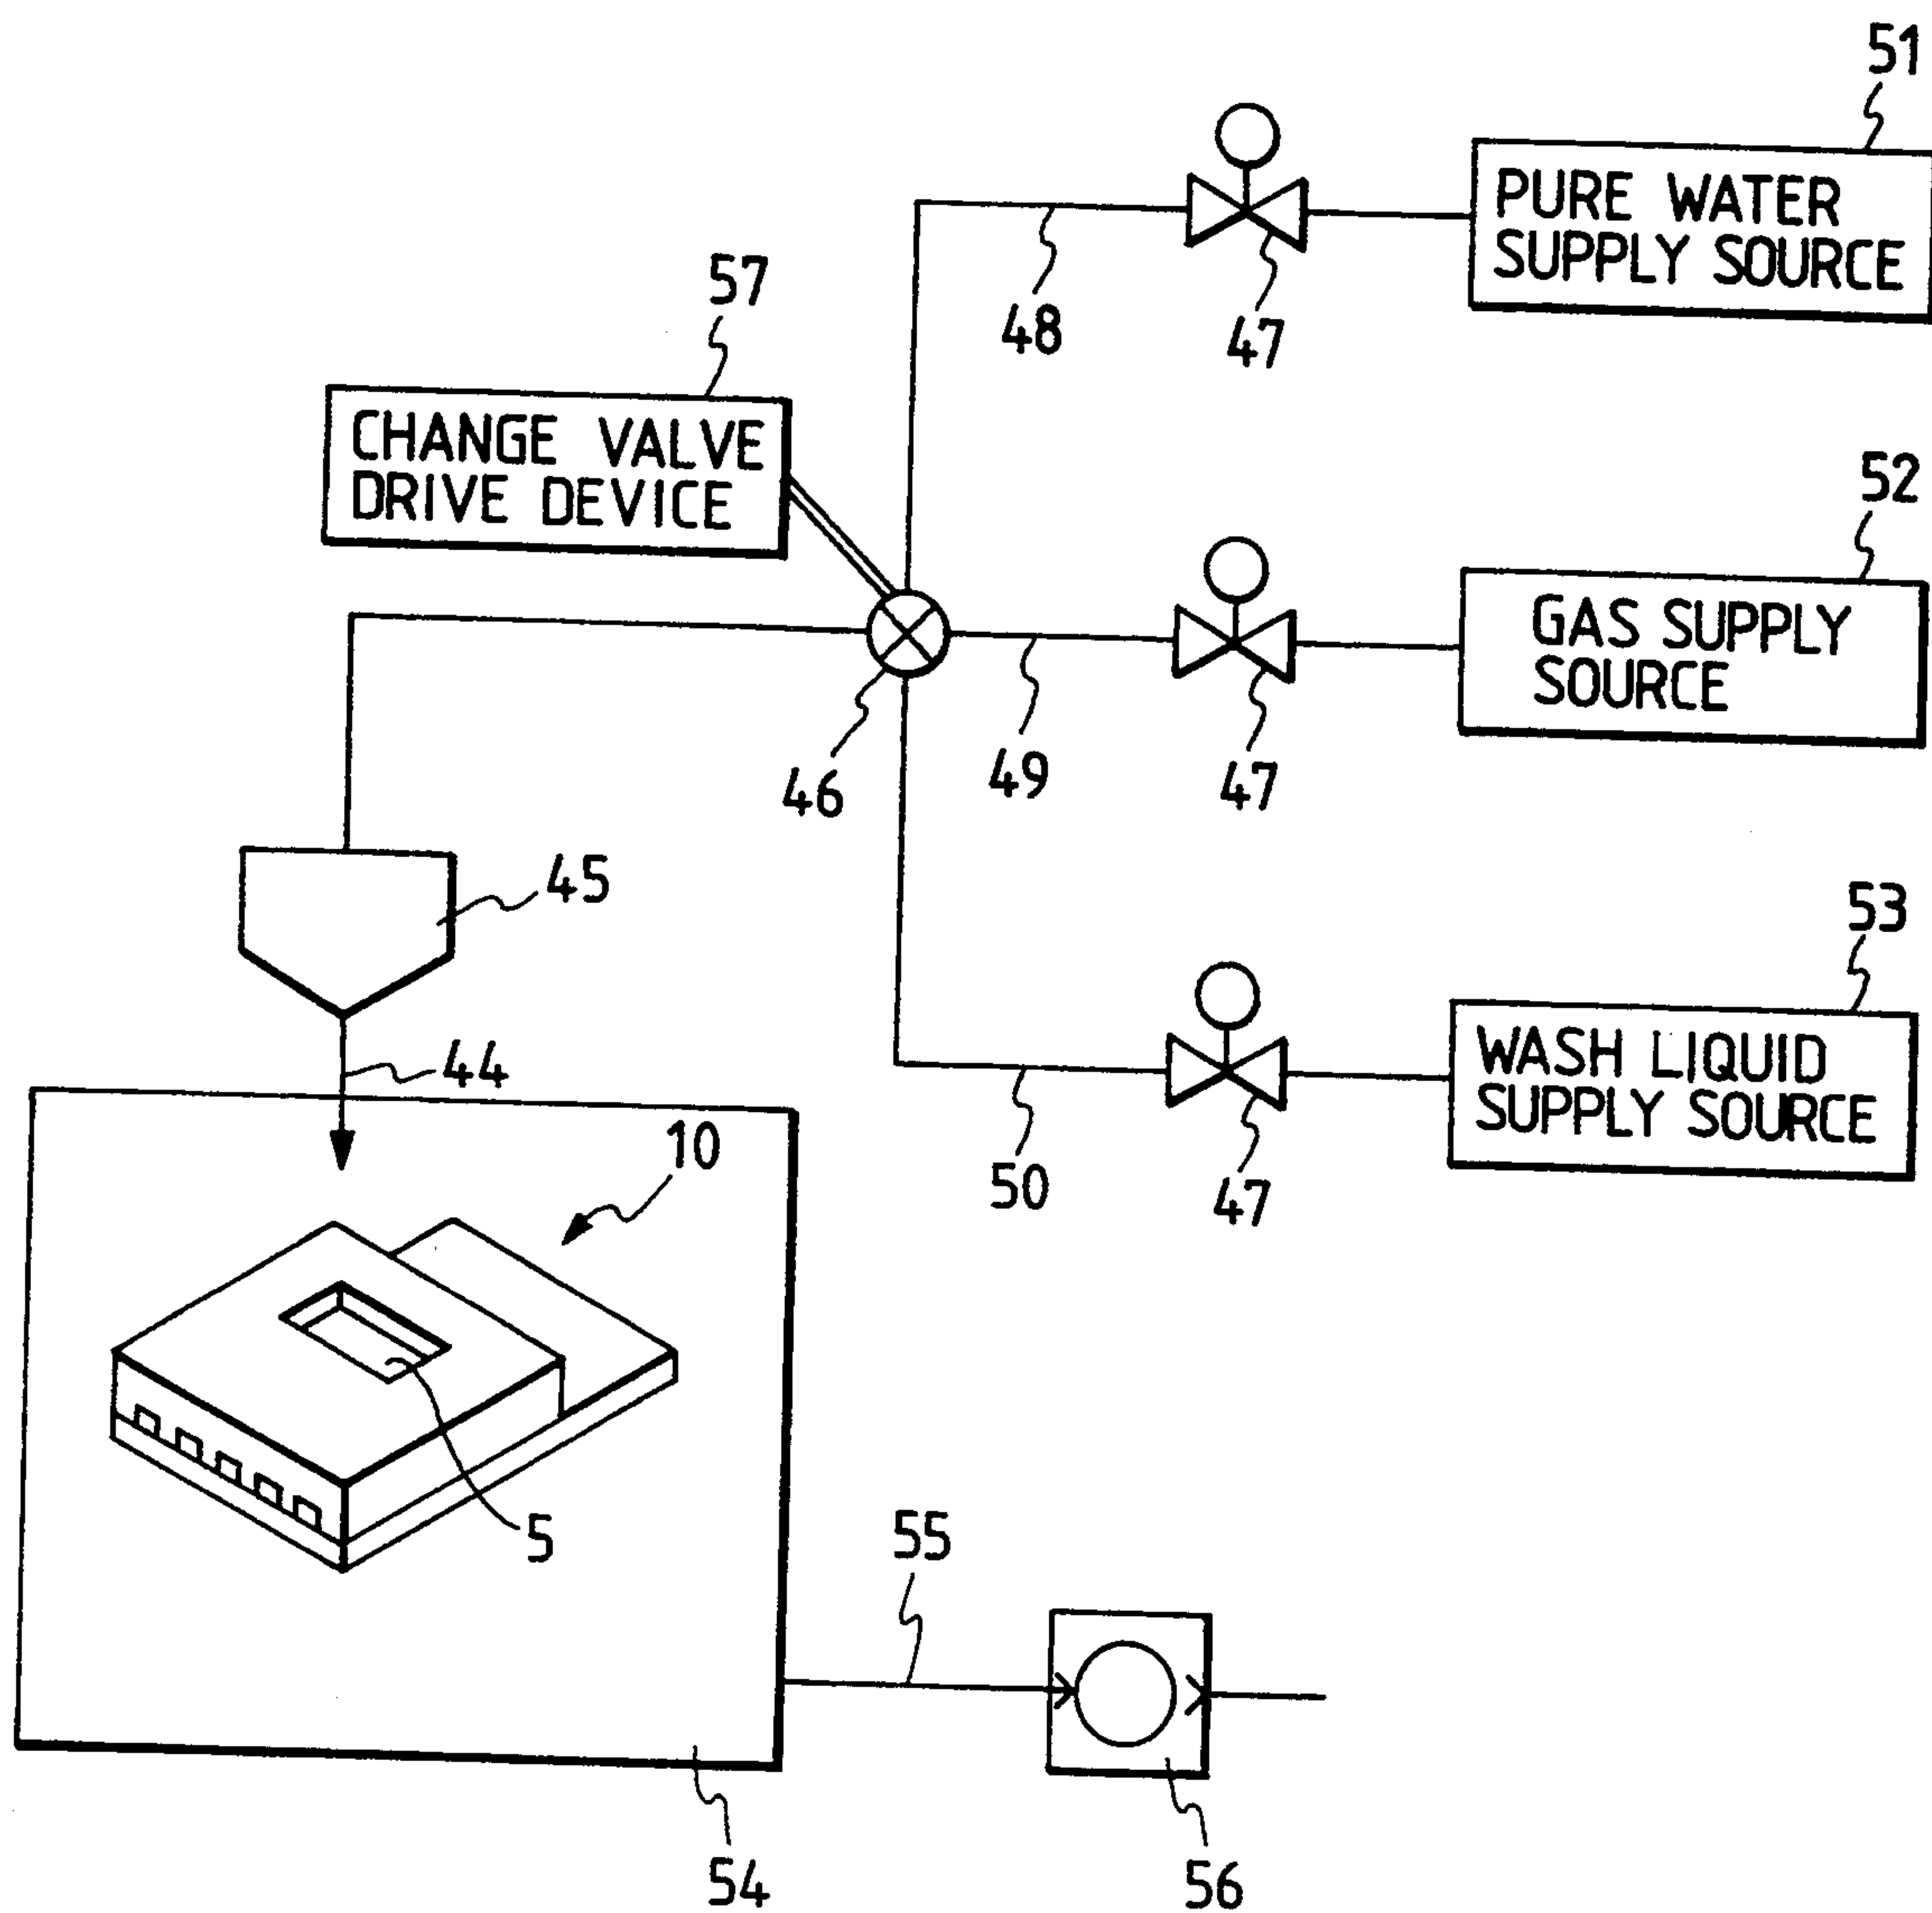 51
PURE WATER
SUPPLY SOURCE
48
47
57
CHANGE VALVE
DRIVE DEVICE
52
GAS SUPPLY
SOURCE
46
49
47
45
53
WASH LIQUID
SUPPLY SOURCE
44
50
47
10
5
55
54
56